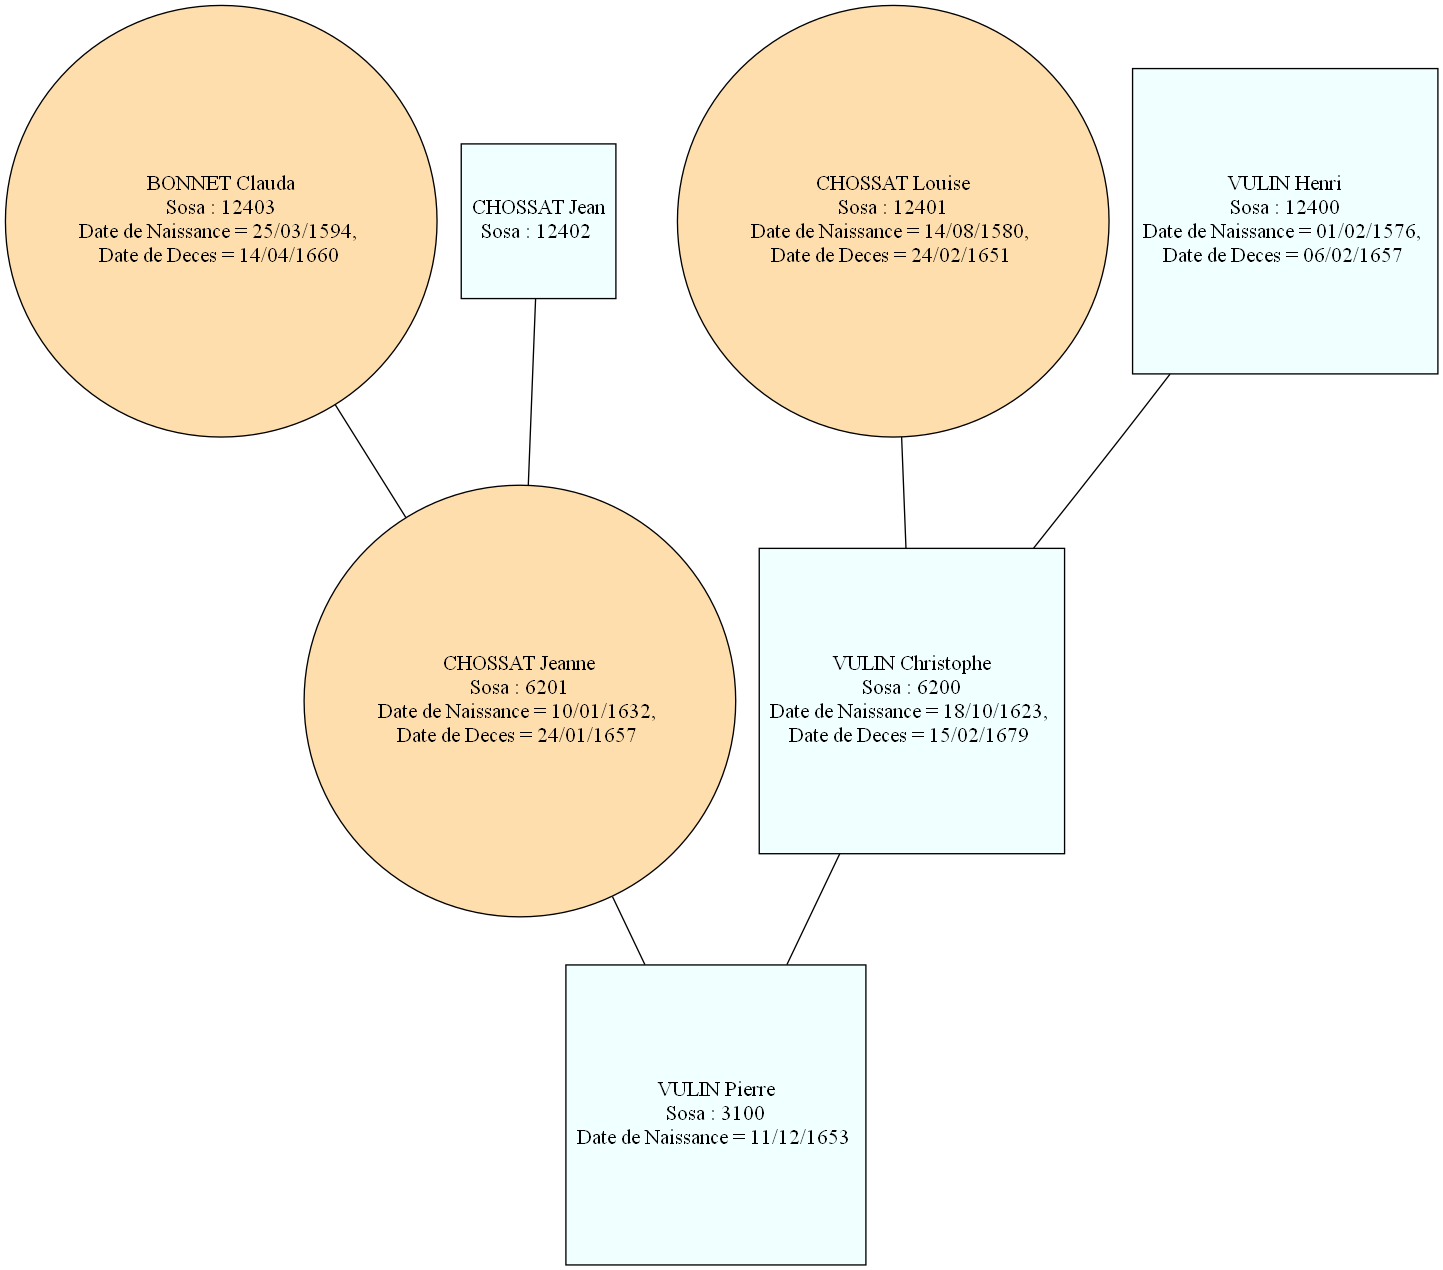 BONNET Clauda
Sosa : 12403
Date de Naissance = 25/03/1594,
Date de Deces = 14/04/1660
CHOSSAT Jean
Sosa : 12402
CHOSSAT Louise
Sosa : 12401
Date de Naissance = 14/08/1580,
Date de Deces = 24/02/1651
VULIN Henri
Sosa : 12400
Date de Naissance = 01/02/1576,
Date de Deces = 06/02/1657
CHOSSAT Jeanne
Sosa : 6201
Date de Naissance = 10/01/1632,
Date de Deces = 24/01/1657
VULIN Christophe
Sosa : 6200
Date de Naissance = 18/10/1623,
Date de Deces = 15/02/1679
VULIN Pierre
Sosa : 3100
Date de Naissance = 11/12/1653